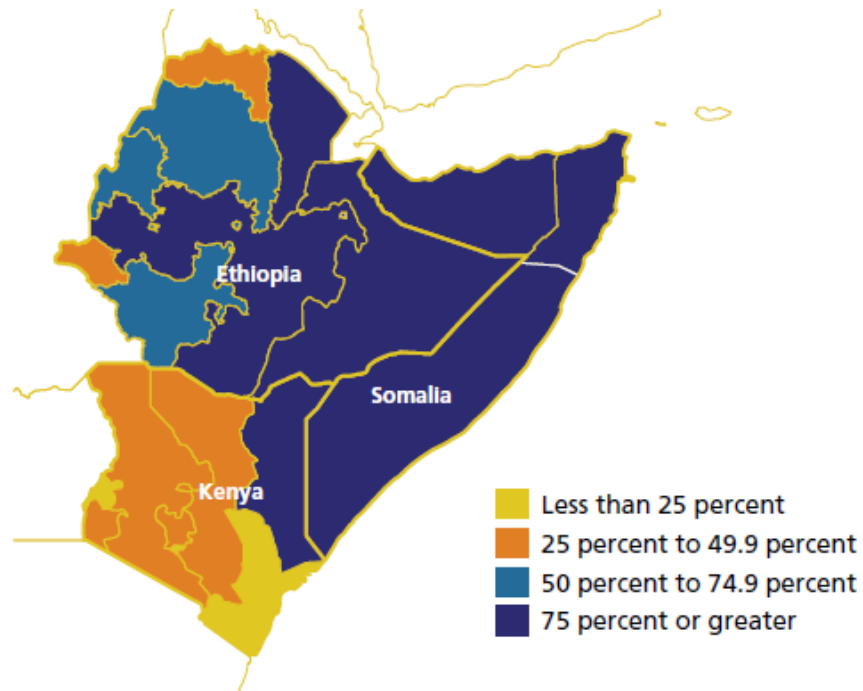 Ethiopia
Somalia
Kenya
Less than 25 percent
25 percent to 49.9 percent
50 percent to 74.9 percent
75 percent or greater